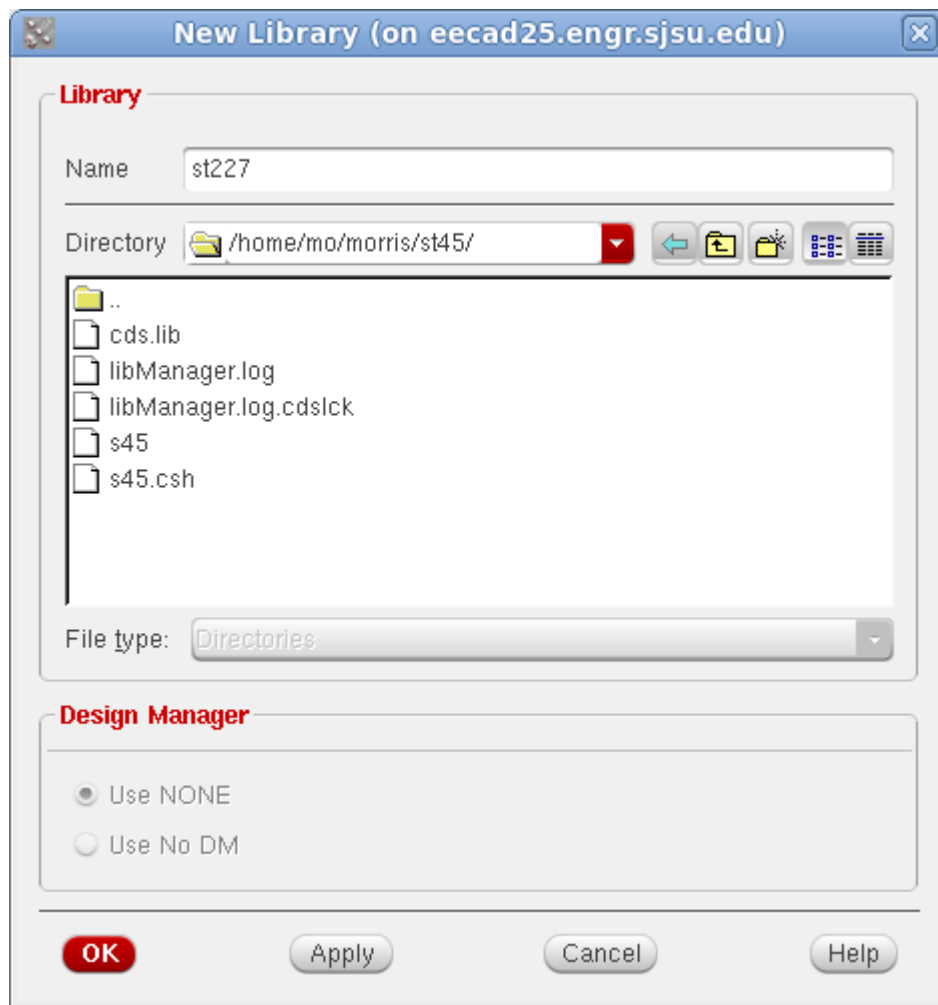 New Library (on eecad25.engr.sjsu.edu)
Library
Name st227
Directory /home/mo/morris/st45/
..
cds.lib
libManager.log
libManager.log.cdslck
s45
s45.csh
File type: Directories
Design Manager
Use NONE
Use No DM
OK Apply Cancel Help